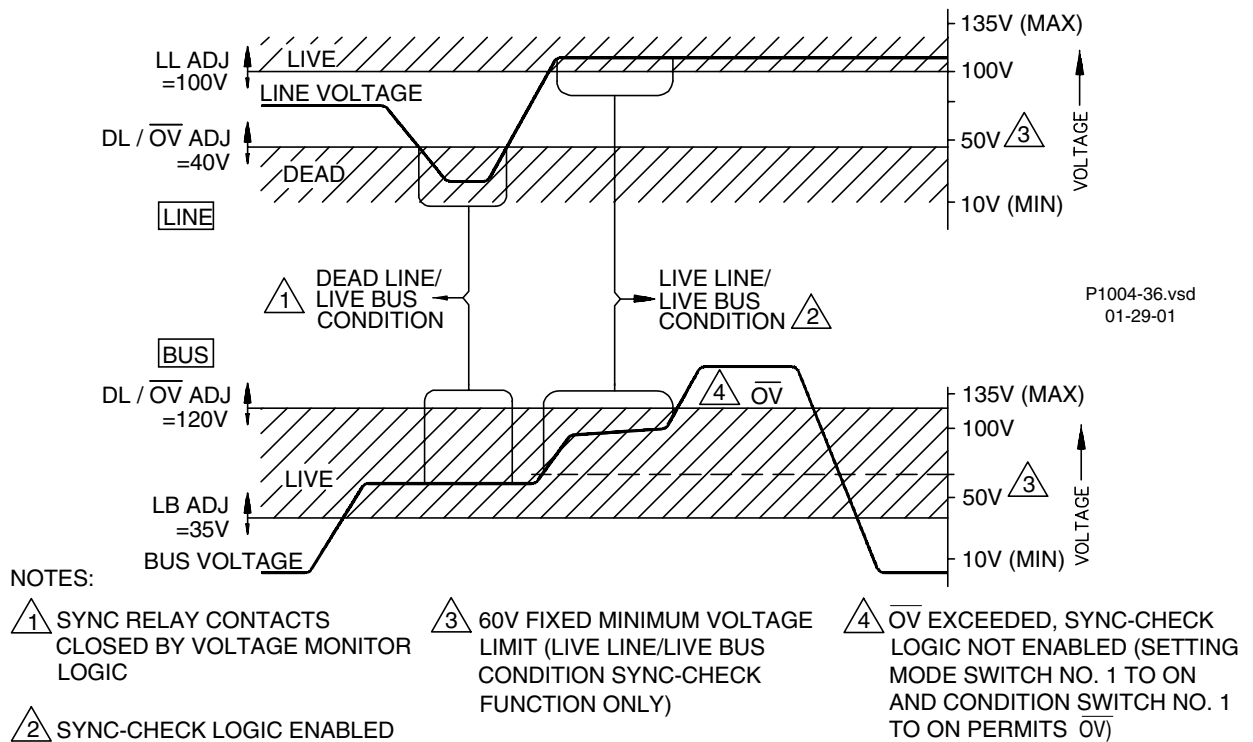 135V (MAX)
LL ADJ
=100V
LIVE
100V
LINE VOLTAGE
DL / OV ADJ
=40V
50V 3
VOLTAGE
DEAD
10V (MIN)
LINE
1 DEAD LINE/
LIVE BUS
CONDITION
LIVE LINE/
LIVE BUS
CONDITION 2
P1004-36.vsd
01-29-01
BUS
DL / OV ADJ
=120V
4 OV
135V (MAX)
100V
LIVE
50V 3
VOLTAGE
LB ADJ
=35V
BUS VOLTAGE
10V (MIN)
NOTES:
1 SYNC RELAY CONTACTS
CLOSED BY VOLTAGE MONITOR
LOGIC
2 SYNC-CHECK LOGIC ENABLED
3 60V FIXED MINIMUM VOLTAGE
LIMIT (LIVE LINE/LIVE BUS
CONDITION SYNC-CHECK
FUNCTION ONLY)
4 OV EXCEEDED, SYNC-CHECK
LOGIC NOT ENABLED (SETTING
MODE SWITCH NO. 1 TO ON
AND CONDITION SWITCH NO. 1
TO ON PERMITS OV)